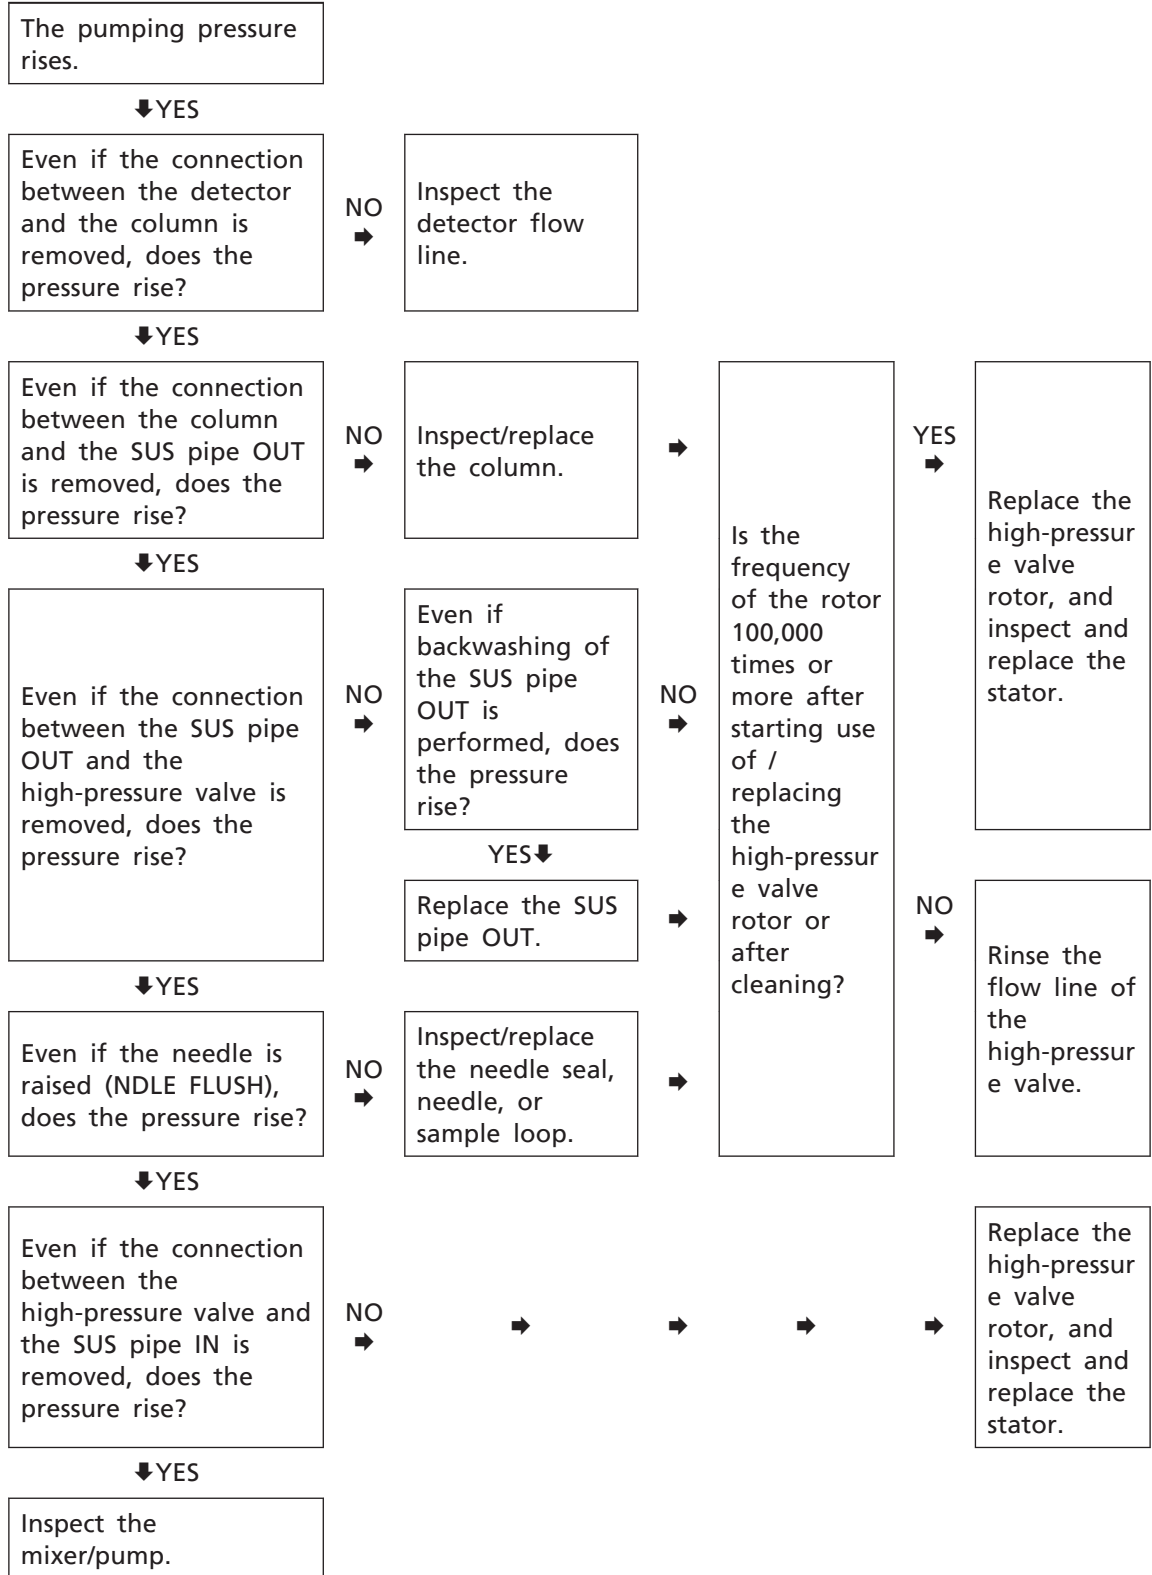 The pumping pressure
rises.
⬇YES
Even if the connection
between the detector
and the column is
removed, does the
pressure rise?
NO
➡
Inspect the
detector flow
line.
⬇YES
Even if the connection
between the column
and the SUS pipe OUT
is removed, does the
pressure rise?
NO
➡
Inspect/replace
the column.
➡
Is the
frequency
of the rotor
100,000
times or
more after
starting use
of /
replacing
the
high-pressur
e valve
rotor or
after
cleaning?
YES
➡
Replace the
high-pressur
e valve
rotor, and
inspect and
replace the
stator.
⬇YES
Even if the connection
between the SUS pipe
OUT and the
high-pressure valve is
removed, does the
pressure rise?
NO
➡
Even if
backwashing of
the SUS pipe
OUT is
performed, does
the pressure
rise?
NO
➡
YES⬇
Replace the SUS
pipe OUT.
➡
NO
➡
Rinse the
flow line of
the
high-pressur
e valve.
⬇YES
Even if the needle is
raised (NDLE FLUSH),
does the pressure rise?
NO
➡
Inspect/replace
the needle seal,
needle, or
sample loop.
➡
⬇YES
Even if the connection
between the
high-pressure valve and
the SUS pipe IN is
removed, does the
pressure rise?
NO
➡
➡
➡
➡
➡
Replace the
high-pressur
e valve
rotor, and
inspect and
replace the
stator.
⬇YES
Inspect the
mixer/pump.